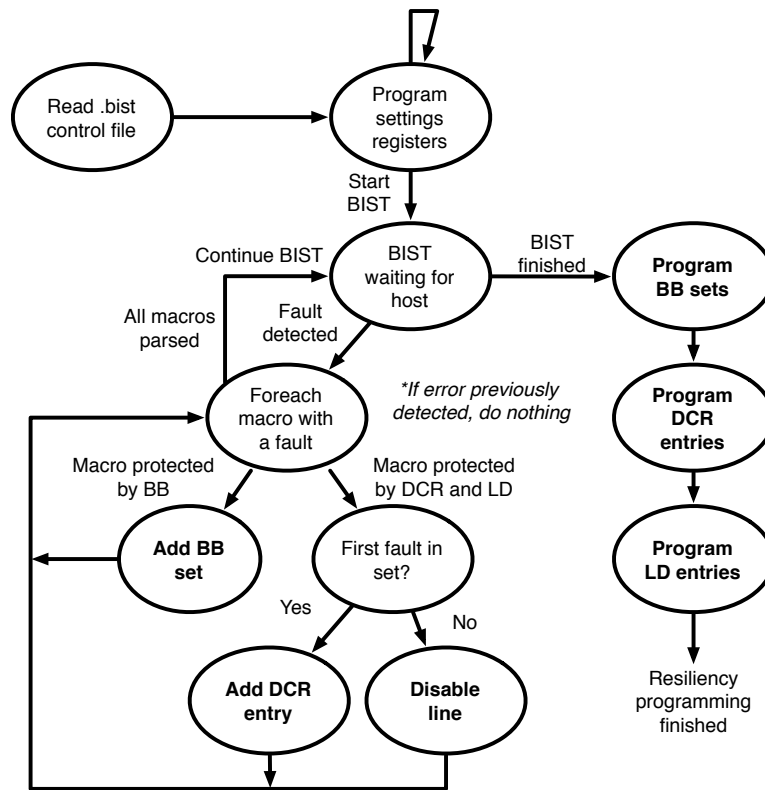 Read .bist
control file
Program
settings
registers
Start
BIST
Continue BIST
BIST
waiting for
host
BIST
finished
Program
BB sets
All macros
parsed
Fault
detected
Foreach
macro with
a fault
*If error previously
detected, do nothing
Program
DCR
entries
Macro protected
by BB
Macro protected
by DCR and LD
Add BB
set
First fault in
set?
Program
LD entries
Yes
No
Add DCR
entry
Disable
line
Resiliency
programming
finished